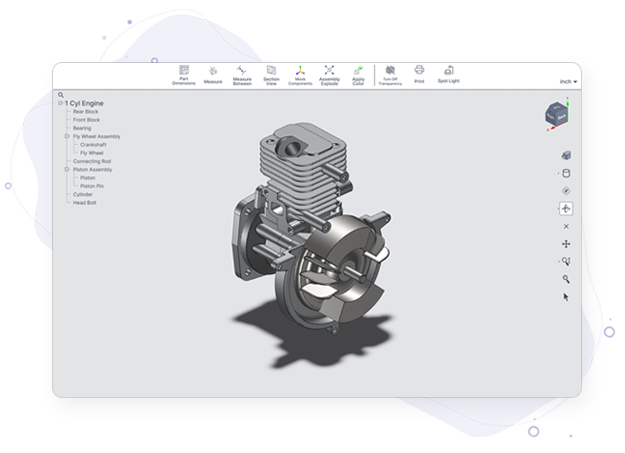 Part
Dimensions
Measure
Measure
Between
Section
View
Move
Components
Assembly
Explode
Apply
Color
Turn Off
Transparency
Print
Spot Light
inch
1 Cyl Engine
Rear Block
Front Block
Bearing
Fly Wheel Assembly
Crankshaft
Fly Wheel
Connecting Rod
Piston Assembly
Piston
Piston Pin
Cylinder
Head Bolt